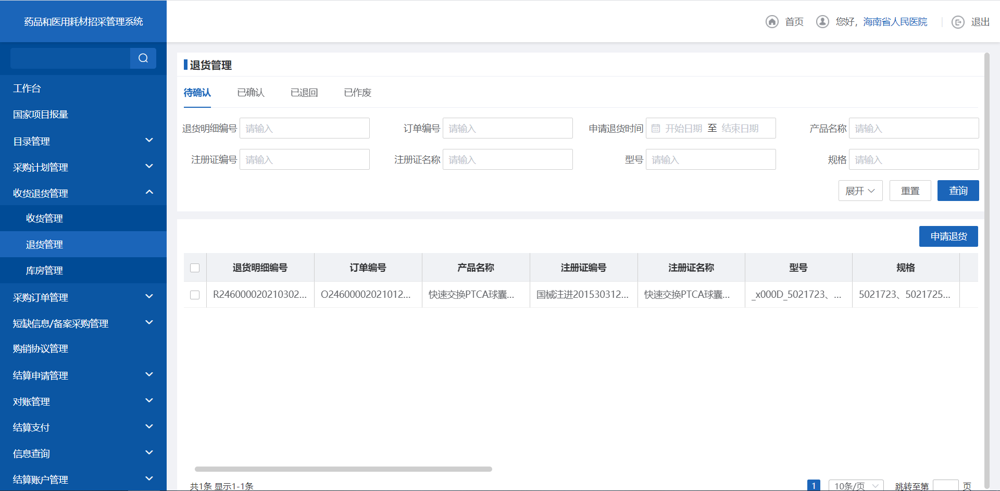 药品和医用耗材招采管理系统
首页 您好，海南省人民医院 退出
工作台
国家项目报量
目录管理
采购计划管理
收货退货管理
收货管理
退货管理
库房管理
采购订单管理
短缺信息/备案采购管理
购销协议管理
结算申请管理
对账管理
结算支付
信息查询
结算账户管理
退货管理
待确认 已确认 已退回 已作废
退货明细编号 请输入 订单编号 请输入 申请退货时间 开始日期 至 结束日期 产品名称 请输入
注册证编号 请输入 注册证名称 请输入 型号 请输入 规格 请输入
展开 重置 查询
申请退货
退货明细编号 订单编号 产品名称 注册证编号 注册证名称 型号 规格
R246000020210302... O24600002021012... 快速交换PTCA球囊... 国械注进201530312... 快速交换PTCA球囊... _x000D_5021723、... 5021723、5021725...
共1条 显示1-1条 1 10条/页 跳转至第 页